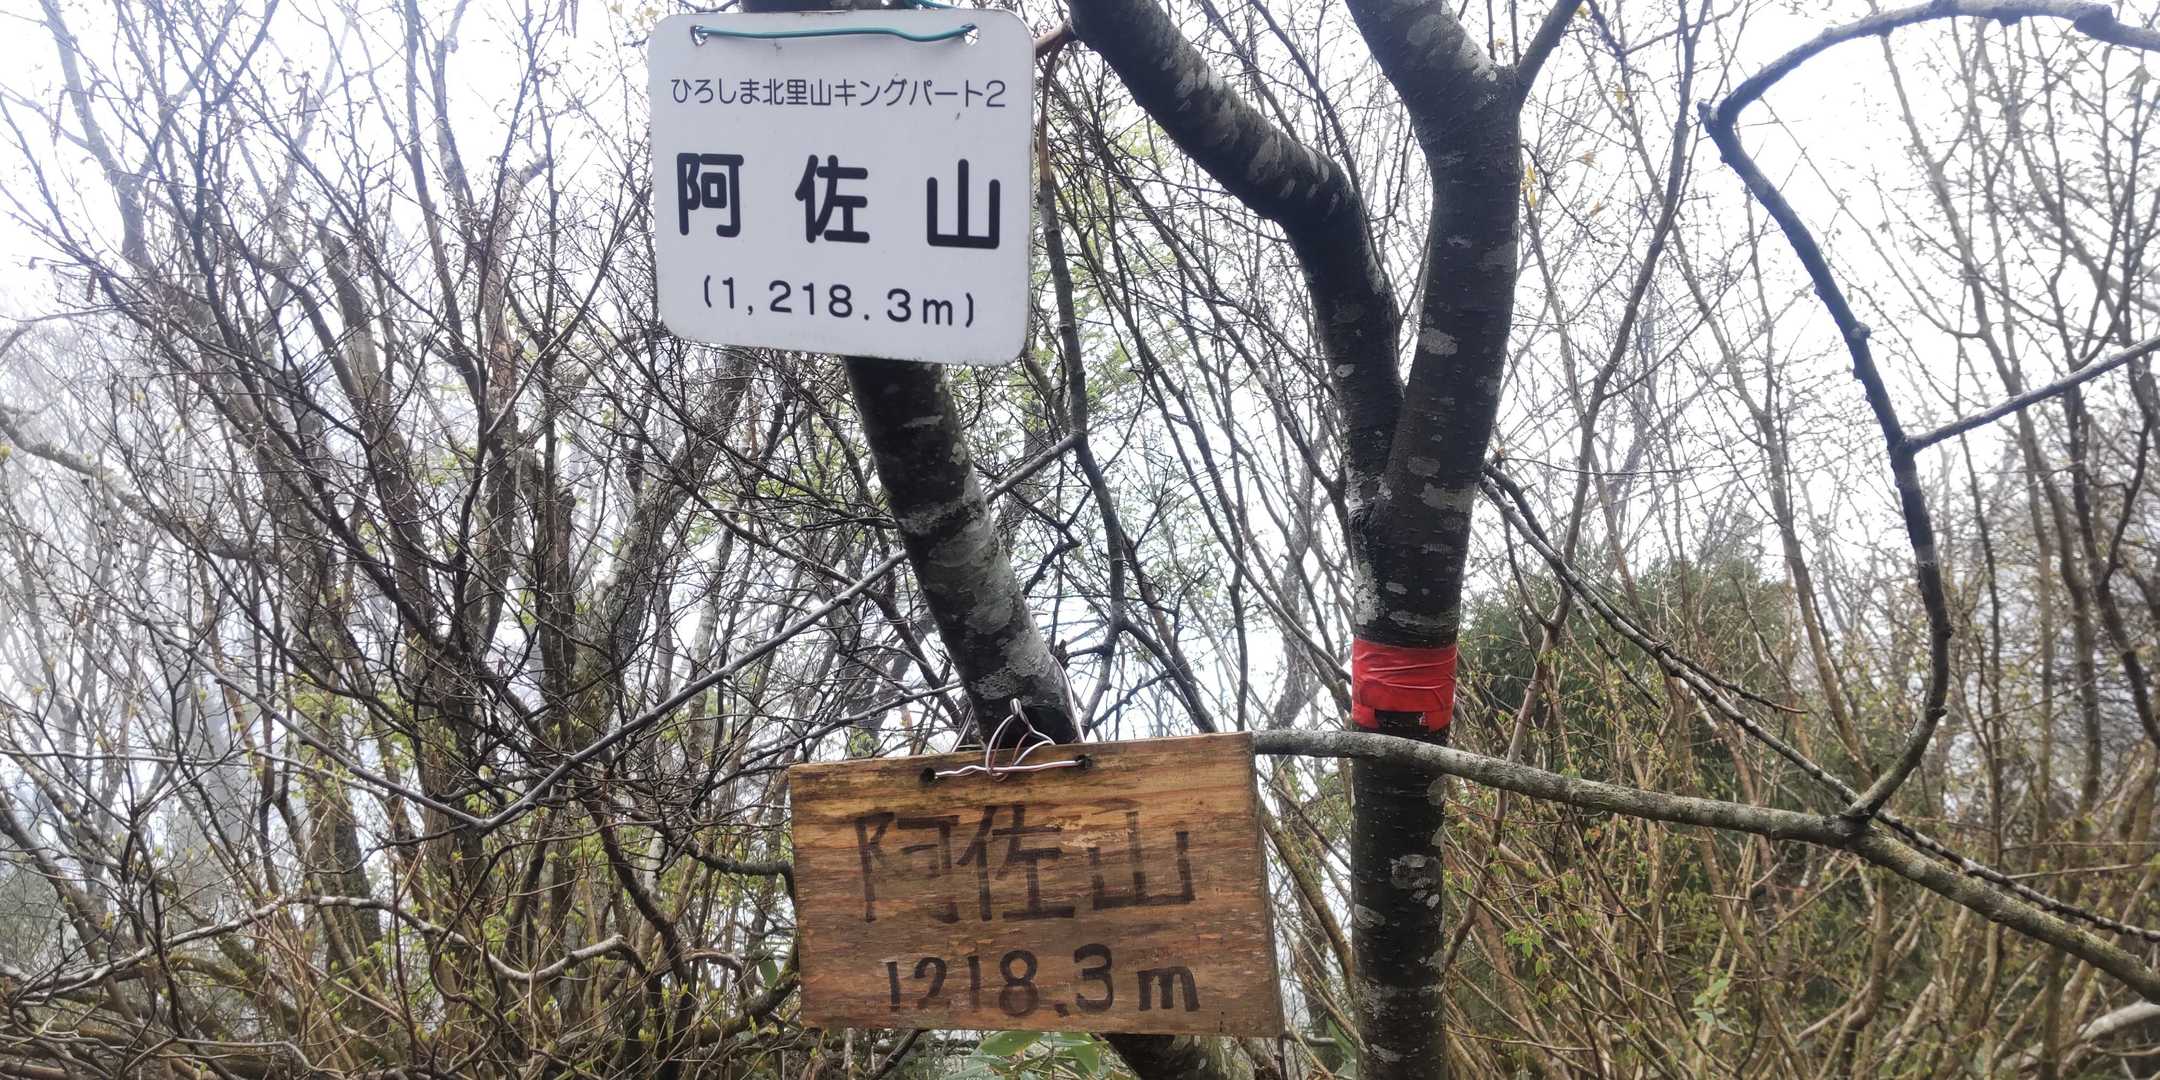 ひろしま北里山キングパート2
阿佐山
(1,218.3m)
阿佐山
1218.3m